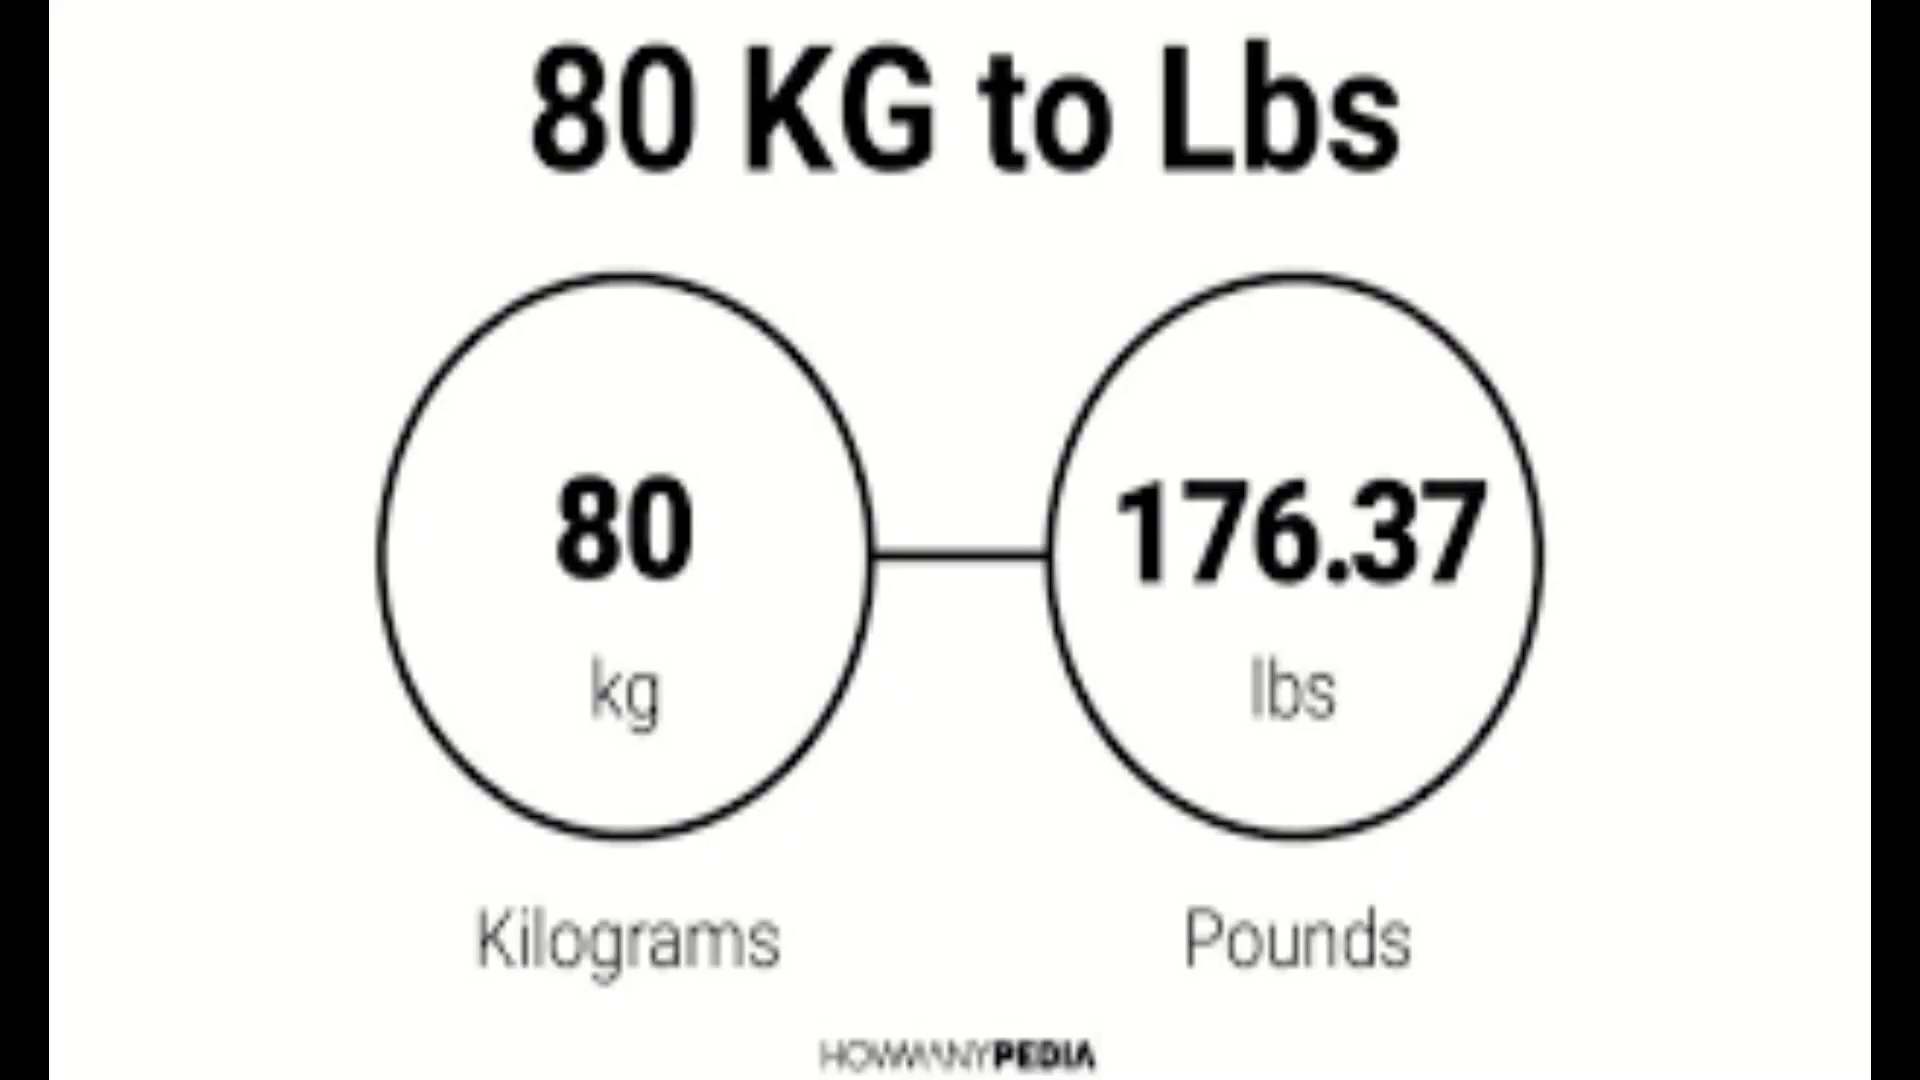 80 KG to Lbs
80
176.37
kg
lbs
Kilograms
Pounds
HOWMANYPEDIA